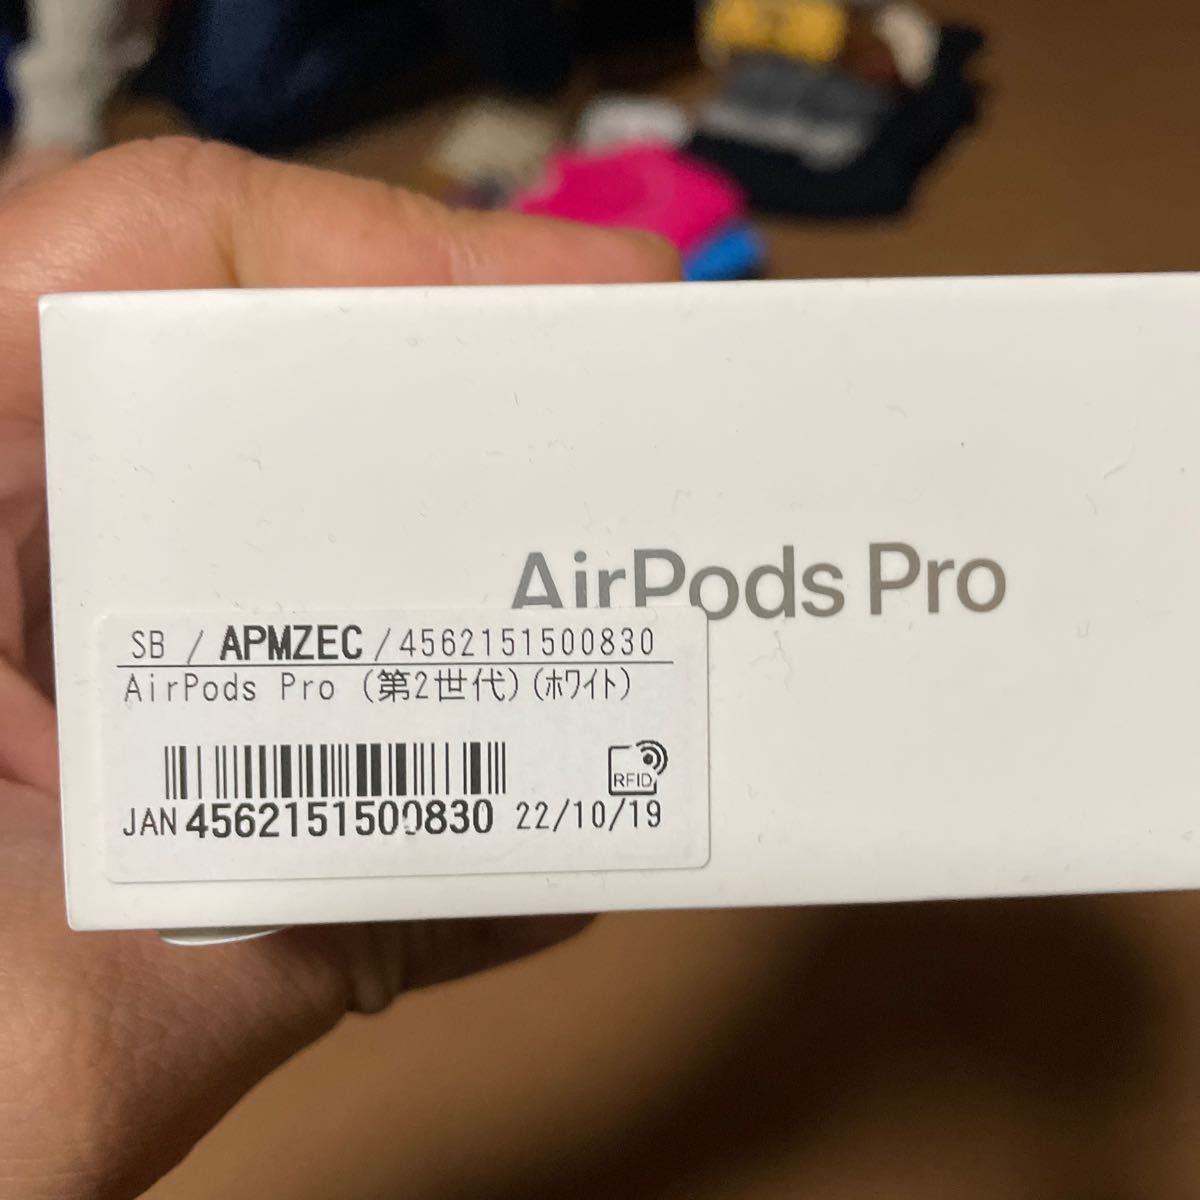 AirPods Pro
SB / APMZEC / 4562151500830
AirPods Pro (第2世代)(ﾎﾜｲﾄ)
RFID
JAN 4562151500830 22/10/19